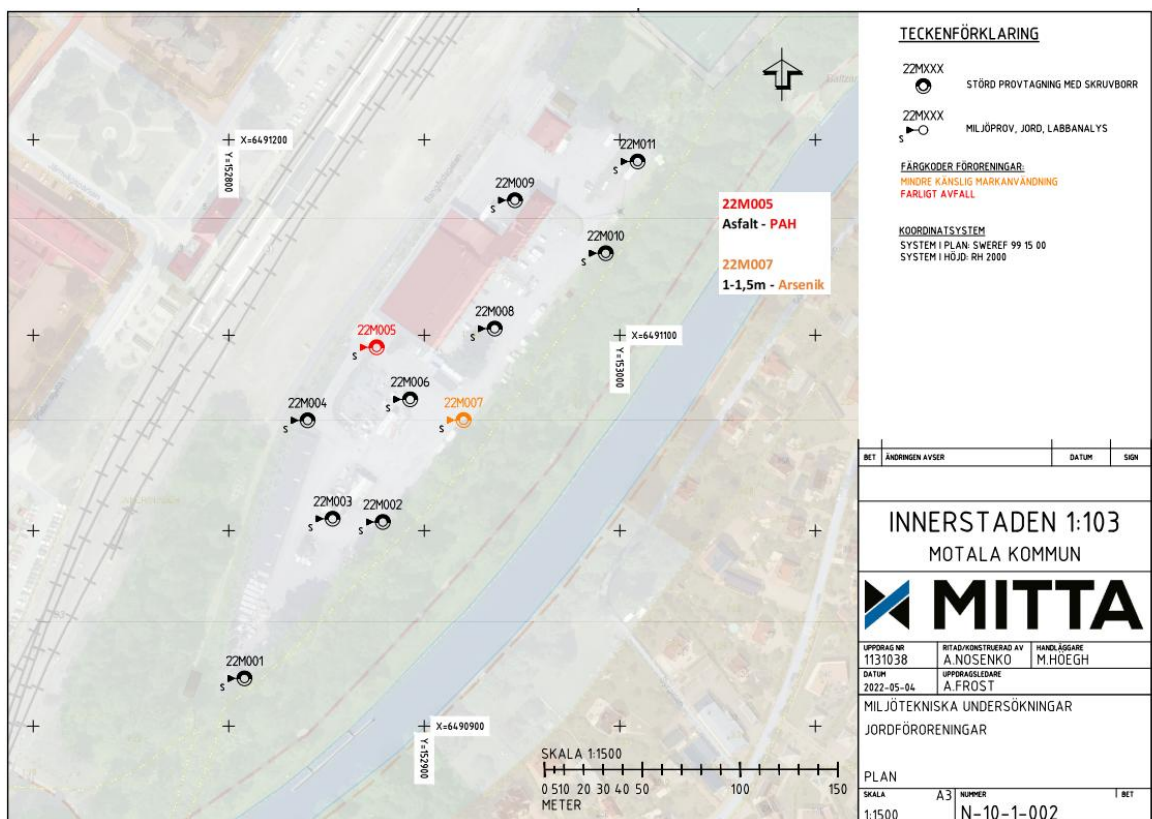 22M011
X=6491200
Y=152800
S
22M009
S
22M010
S
22M005
Asfalt - PAH
22M007
1-1,5m - Arsenik
22M008
S
22M005
S
X=6491100
Y=153000
22M006
S
22M004
S
22M007
S
22M003
S
22M002
S
22M001
S
X=6490900
Y=152900
SKALA 1:1500
0 5 10 20 30 40 50 100 150
METER
TECKENFÖRKLARING
22MXXX
STÖRD PROVTAGNING MED SKRUVBORR
22MXXX
S
MILJÖPROV, JORD, LABBANALYS
FÄRGKODER FÖRORENINGAR:
MINDRE KÄNSLIG MARKANVÄNDNING
FARLIGT AVFALL
KOORDINATSYSTEM
SYSTEM I PLAN: SWEREF 99 15 00
SYSTEM I HÖJD: RH 2000
BET ÄNDRINGEN AVSER DATUM SIGN
INNERSTADEN 1:103
MOTALA KOMMUN
MITTA
UPPDRAG NR RITAD/KONSTRUERAD AV HANDLÄGGARE
1131038 A.NOSENKO M.HÖEGH
DATUM UPPDRAGSLEDARE
2022-05-04 A.FROST
MILJÖTEKNISKA UNDERSÖKNINGAR
JORDFÖRORENINGAR
PLAN
SKALA A3 NUMMER BET
1:1500 N-10-1-002